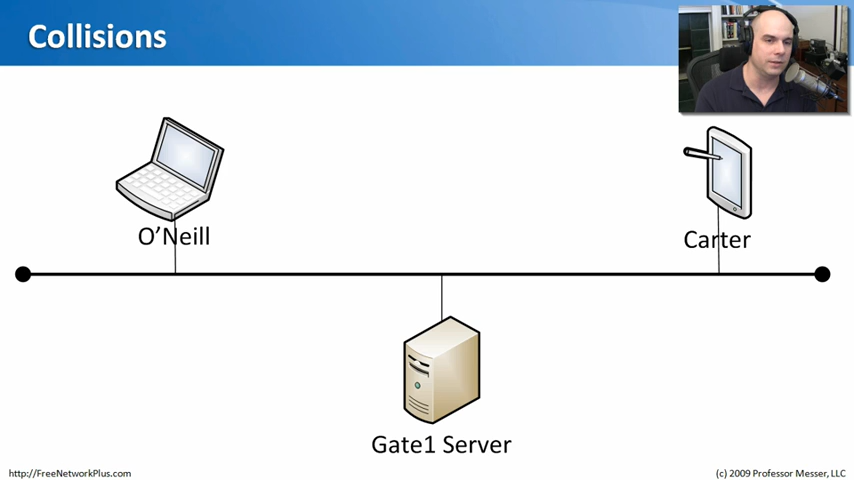 Collisions
O'Neill
Carter
Gate1 Server
http://FreeNetworkPlus.com
(c) 2009 Professor Messer, LLC